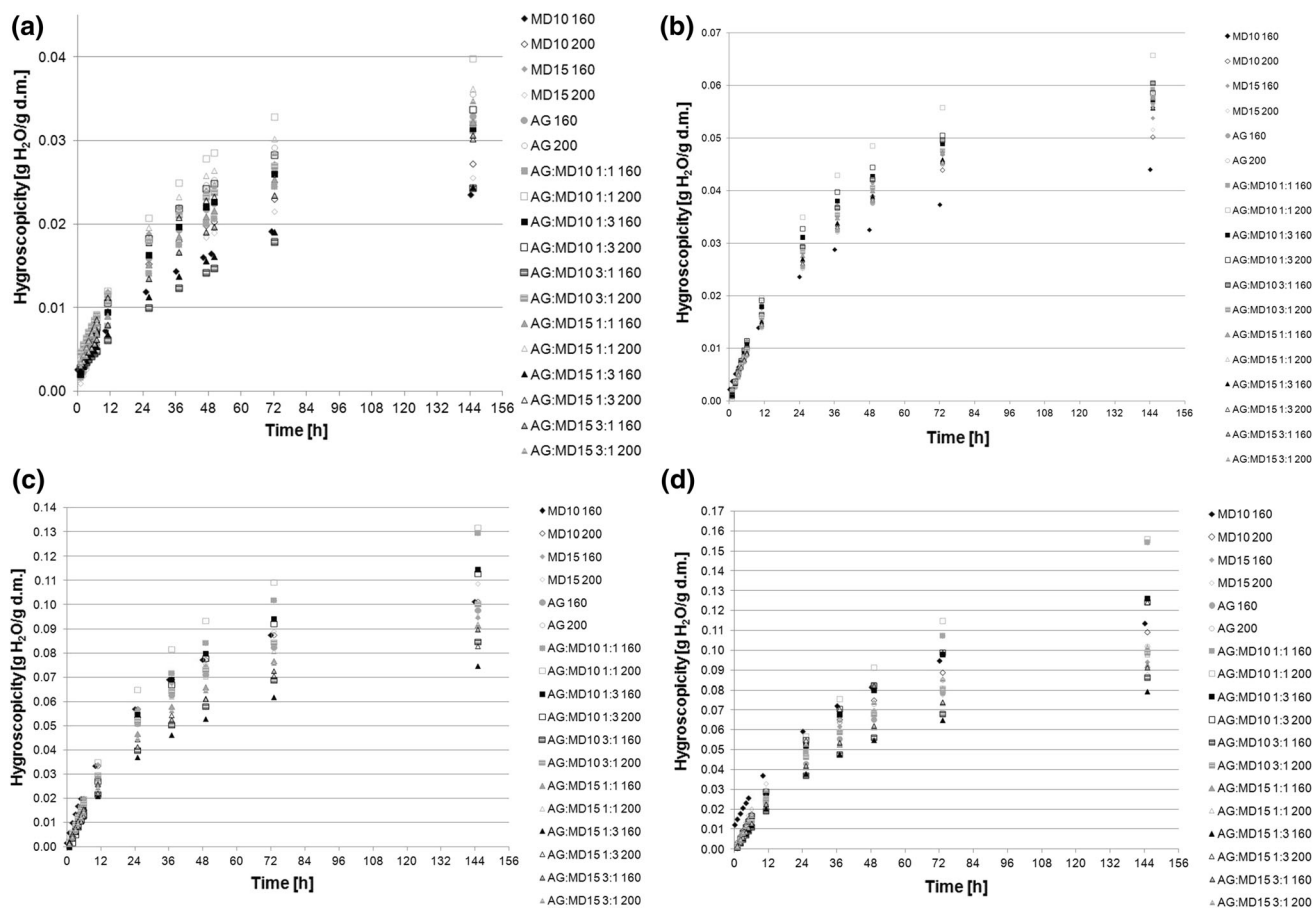 (a)
Hygroscopicity [g H₂O/g d.m.]
0.04
0.03
0.02
0.01
0.00
0 12 24 36 48 60 72 84 96 108 120 132 144 156
Time [h]
MD10 160
MD10 200
MD15 160
MD15 200
AG 160
AG 200
AG:MD10 1:1 160
AG:MD10 1:1 200
AG:MD10 1:3 160
AG:MD10 1:3 200
AG:MD10 3:1 160
AG:MD10 3:1 200
AG:MD15 1:1 160
AG:MD15 1:1 200
AG:MD15 1:3 160
AG:MD15 1:3 200
AG:MD15 3:1 160
AG:MD15 3:1 200
(b)
Hygroscopicity [g H₂O/g d.m.]
0.07
0.06
0.05
0.04
0.03
0.02
0.01
0.00
0 12 24 36 48 60 72 84 96 108 120 132 144 156
Time [h]
MD10 160
MD10 200
MD15 160
MD15 200
AG 160
AG 200
AG:MD10 1:1 160
AG:MD10 1:1 200
AG:MD10 1:3 160
AG:MD10 1:3 200
AG:MD10 3:1 160
AG:MD10 3:1 200
AG:MD15 1:1 160
AG:MD15 1:1 200
AG:MD15 1:3 160
AG:MD15 1:3 200
AG:MD15 3:1 160
AG:MD15 3:1 200
(c)
Hygroscopicity [g H₂O/g d.m.]
0.14
0.13
0.12
0.11
0.10
0.09
0.08
0.07
0.06
0.05
0.04
0.03
0.02
0.01
0.00
0 12 24 36 48 60 72 84 96 108 120 132 144 156
Time [h]
MD10 160
MD10 200
MD15 160
MD15 200
AG 160
AG 200
AG:MD10 1:1 160
AG:MD10 1:1 200
AG:MD10 1:3 160
AG:MD10 1:3 200
AG:MD10 3:1 160
AG:MD10 3:1 200
AG:MD15 1:1 160
AG:MD15 1:1 200
AG:MD15 1:3 160
AG:MD15 1:3 200
AG:MD15 3:1 160
AG:MD15 3:1 200
(d)
Hygroscopicity [g H₂O/g d.m.]
0.17
0.16
0.15
0.14
0.13
0.12
0.11
0.10
0.09
0.08
0.07
0.06
0.05
0.04
0.03
0.02
0.01
0.00
0 12 24 36 48 60 72 84 96 108 120 132 144 156
Time [h]
MD10 160
MD10 200
MD15 160
MD15 200
AG 160
AG 200
AG:MD10 1:1 160
AG:MD10 1:1 200
AG:MD10 1:3 160
AG:MD10 1:3 200
AG:MD10 3:1 160
AG:MD10 3:1 200
AG:MD15 1:1 160
AG:MD15 1:1 200
AG:MD15 1:3 160
AG:MD15 1:3 200
AG:MD15 3:1 160
AG:MD15 3:1 200